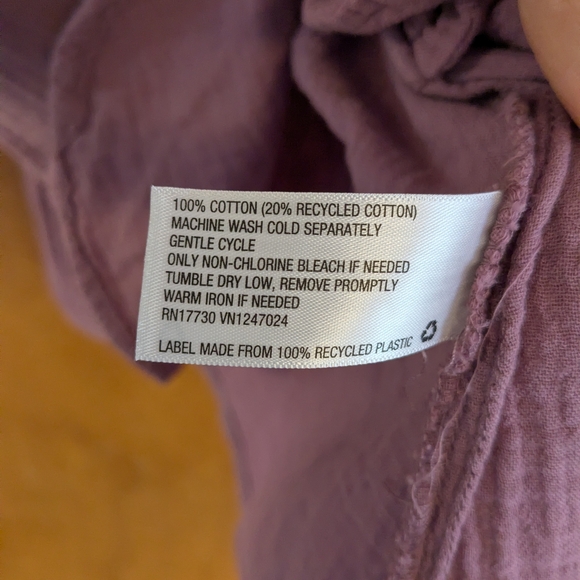 100% COTTON (20% RECYCLED COTTON)
MACHINE WASH COLD SEPARATELY
GENTLE CYCLE
ONLY NON-CHLORINE BLEACH IF NEEDED
TUMBLE DRY LOW, REMOVE PROMPTLY
WARM IRON IF NEEDED
RN17730 VN1247024
LABEL MADE FROM 100% RECYCLED PLASTIC